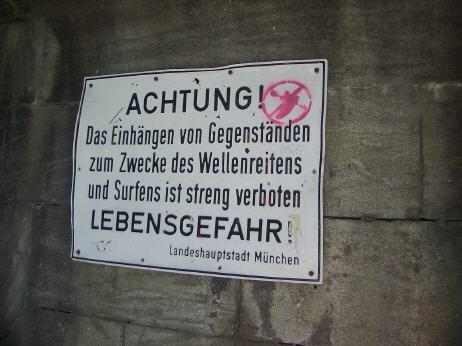 ACHTUNG!
Das Einhängen von Gegenständen
zum Zwecke des Wellenreitens
und Surfens ist streng verboten
LEBENSGEFAHR!
Landeshauptstadt München